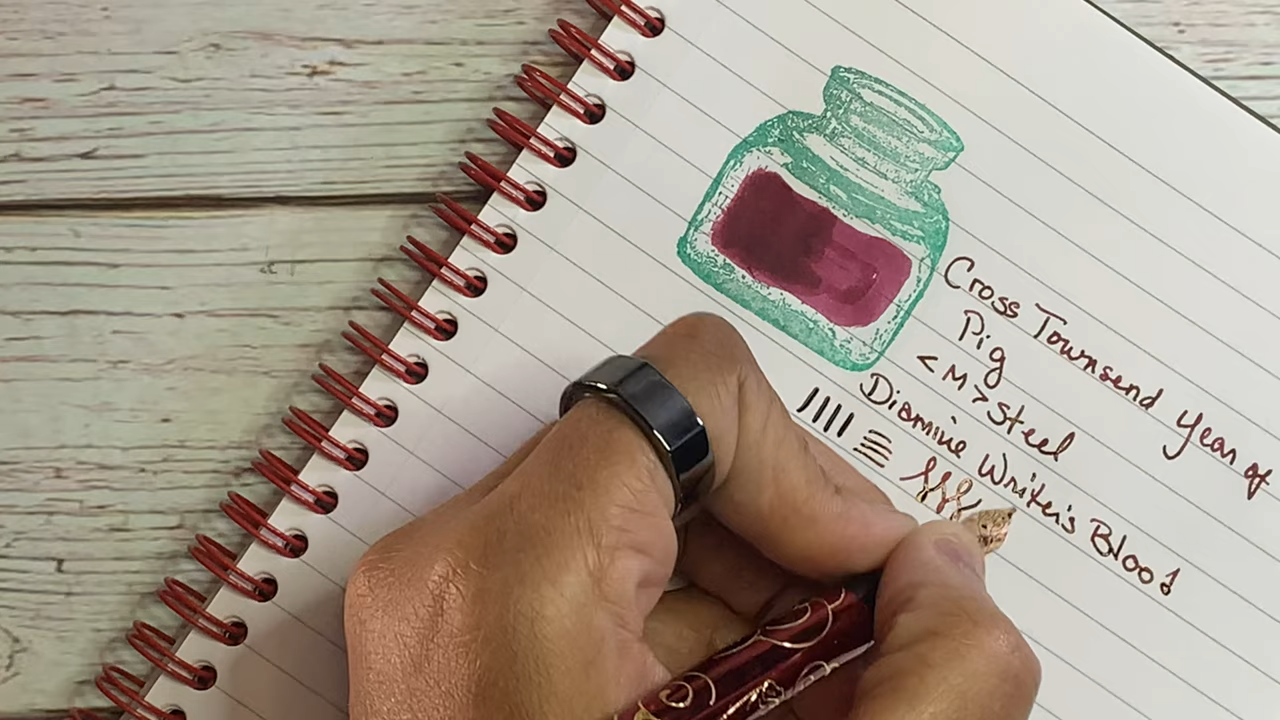 Cross Townsend Year of
Pig
<M> Steel
Diamine Writer's Blood